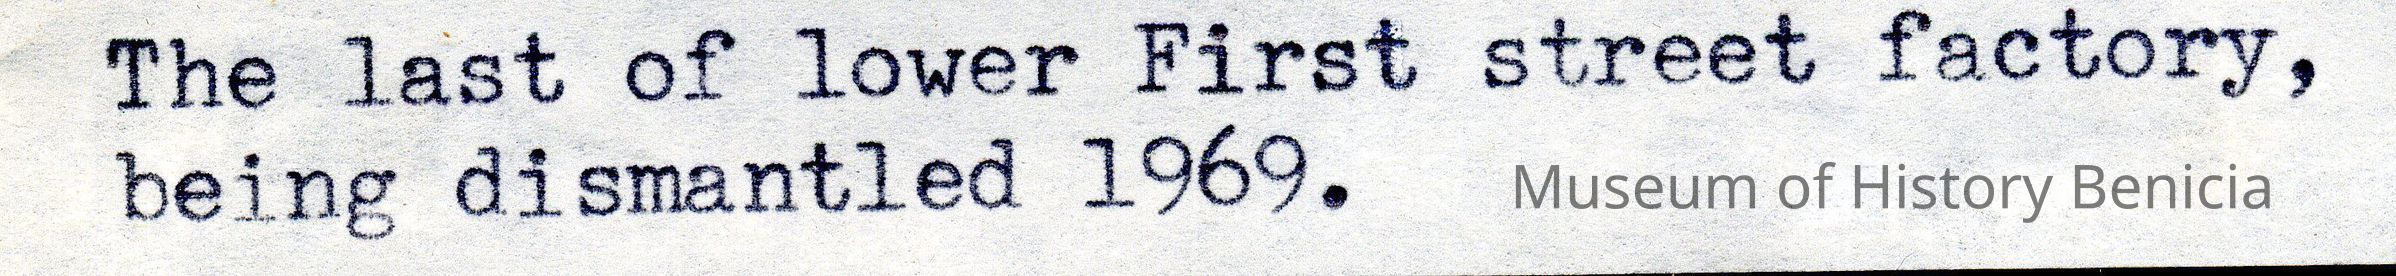 The last of lower First street factory,
being dismantled 1969.
Museum of History Benicia